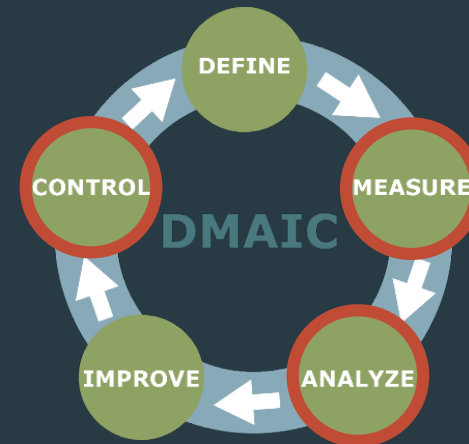 DEFINE
MEASURE
ANALYZE
IMPROVE
CONTROL
DMAIC